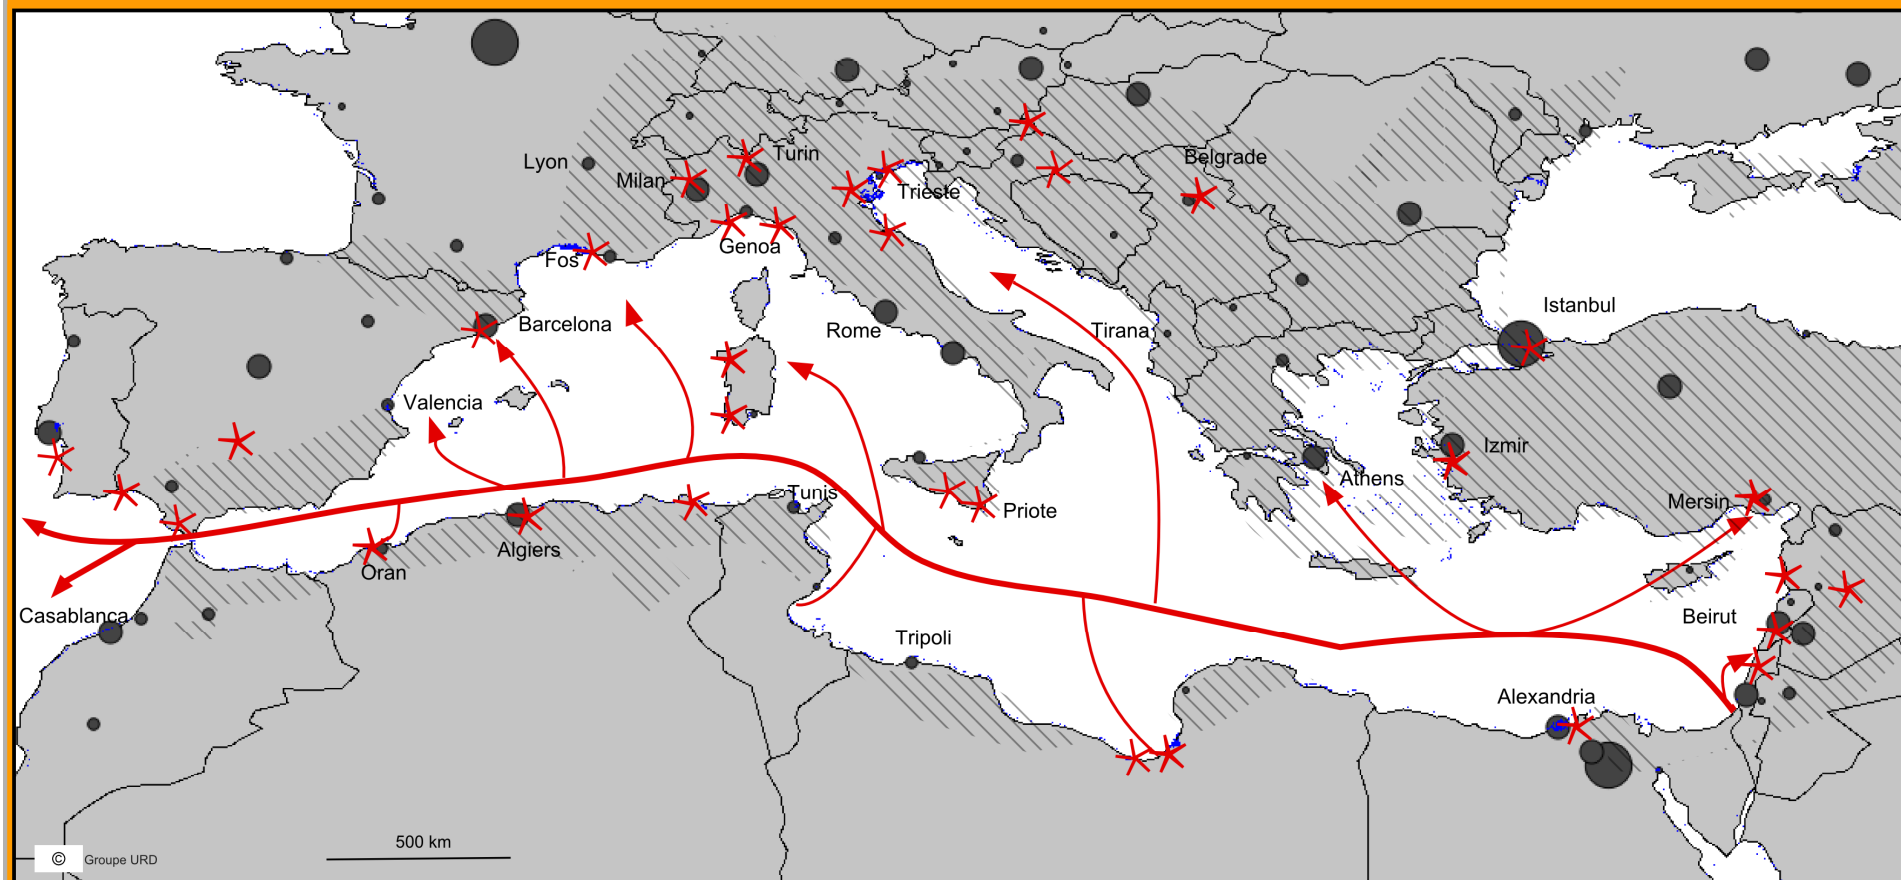 Lyon
Turin
Milan
Belgrade
Trieste
Genoa
Fos
Istanbul
Barcelona
Rome
Tirana
Valencia
Izmir
Athens
Tunis
Priote
Mersin
Algiers
Oran
Casablanca
Beirut
Tripoli
Alexandria
500 km
© Groupe URD